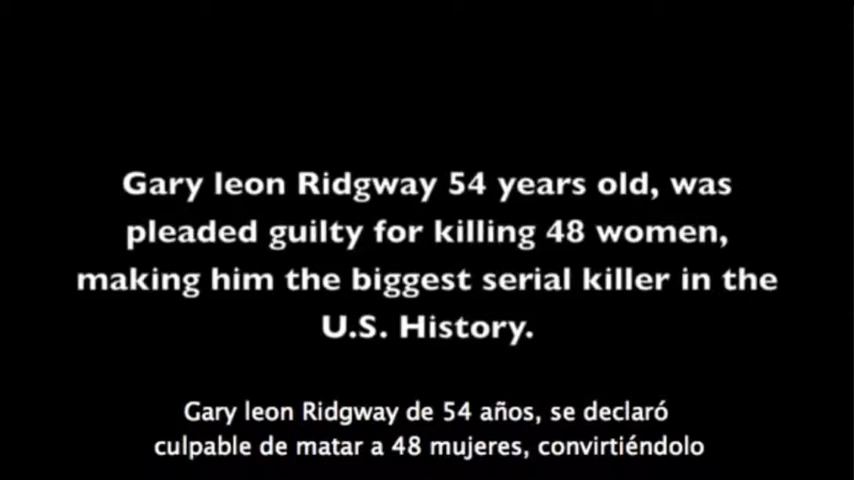 Gary leon Ridgway 54 years old, was
pleaded guilty for killing 48 women,
making him the biggest serial killer in the
U.S. History.
Gary leon Ridgway de 54 años, se declaró
culpable de matar a 48 mujeres, convirtiéndolo